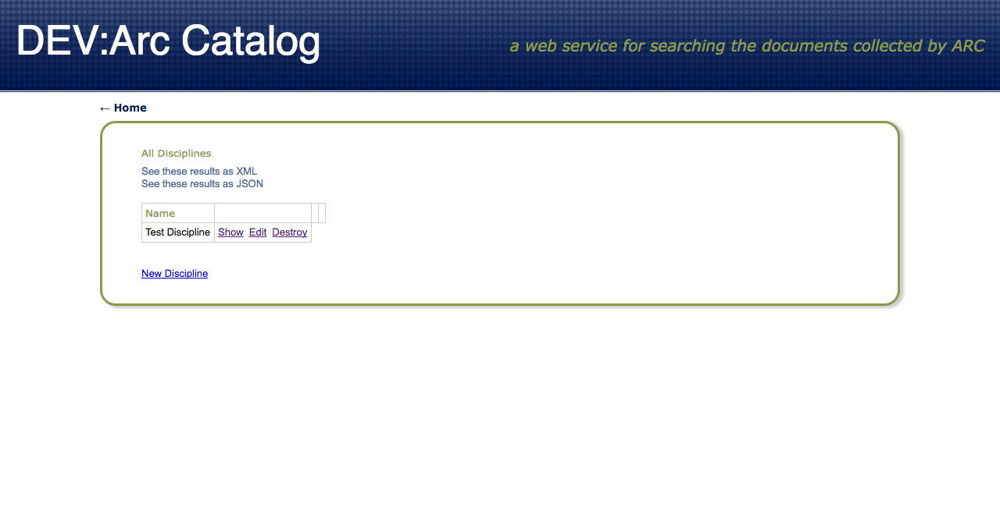 DEV:Arc Catalog
a web service for searching the documents collected by ARC
← Home
All Disciplines
See these results as XML
See these results as JSON
Name
Test Discipline Show Edit Destroy
New Discipline